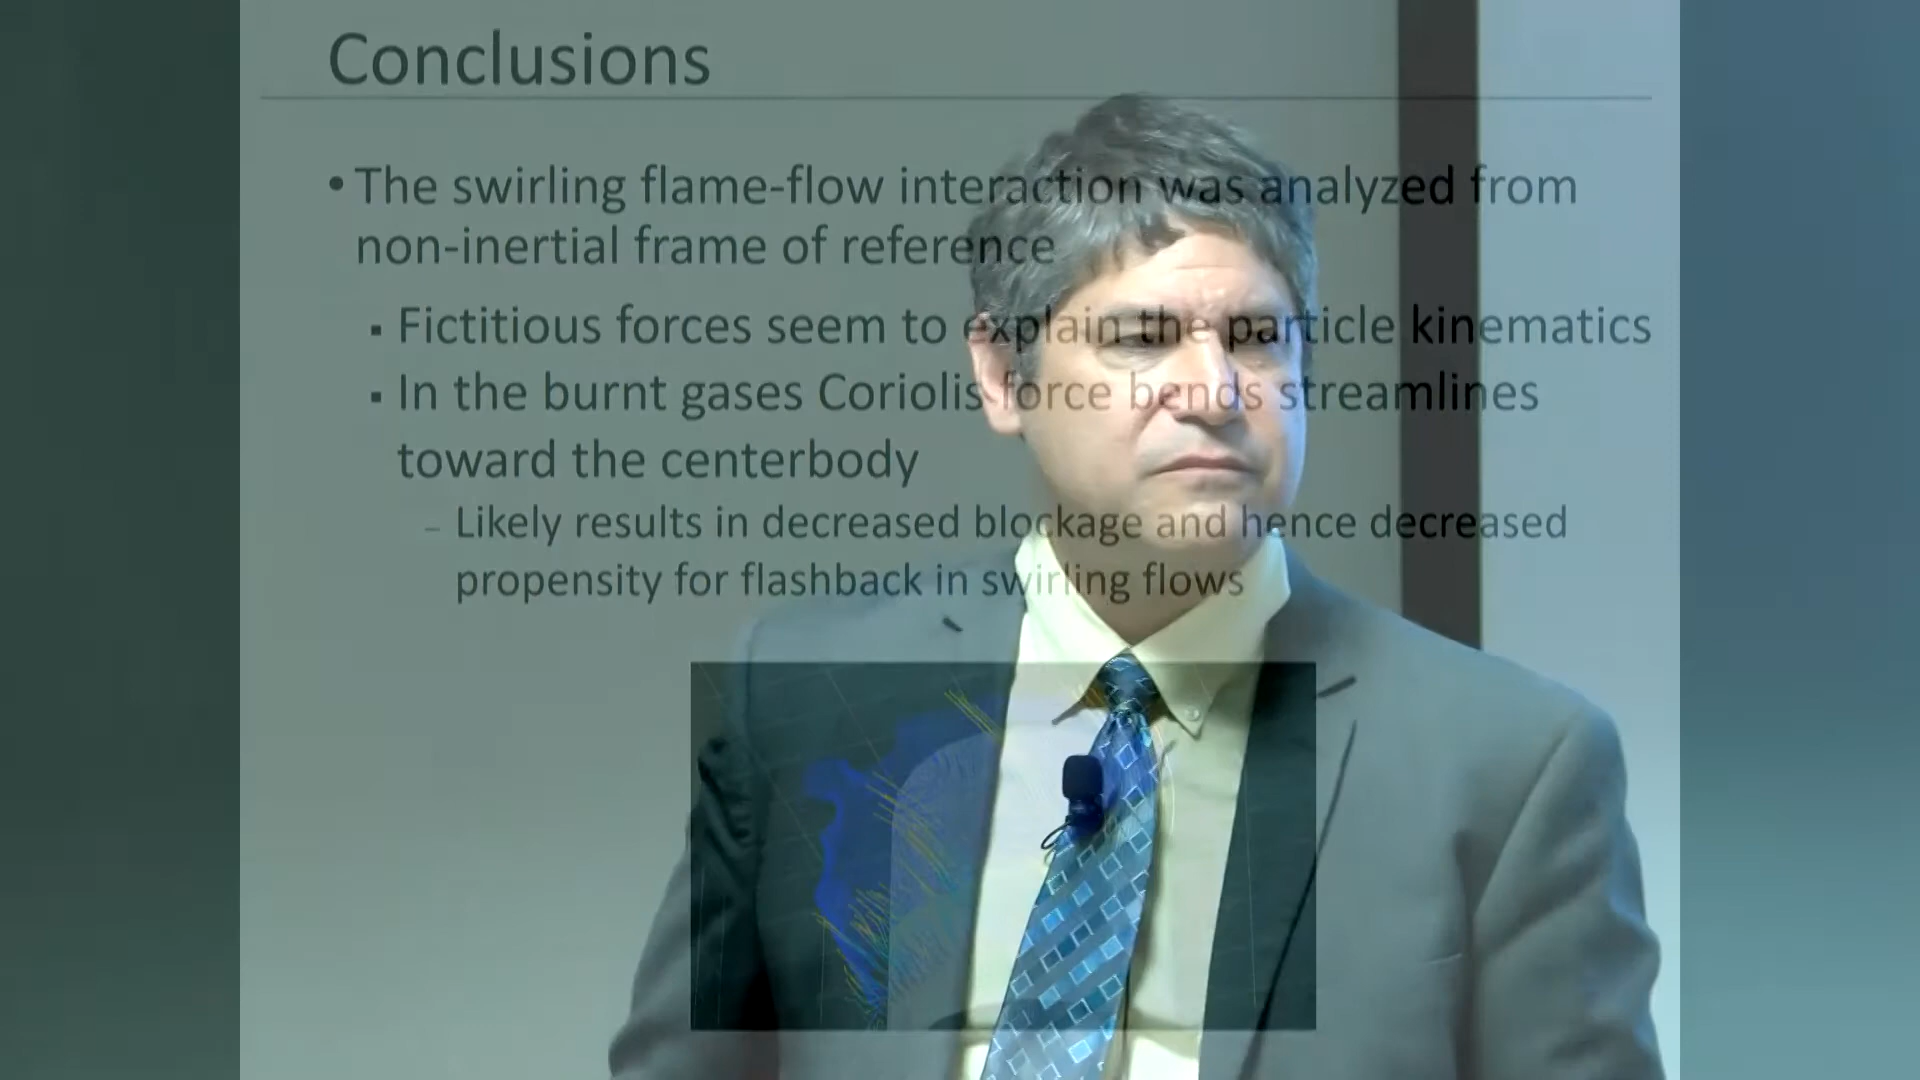 Conclusions
• The swirling flame-flow interaction was analyzed from
non-inertial frame of reference
▪ Fictitious forces seem to explain the particle kinematics
▪ In the burnt gases Coriolis force bends streamlines
toward the centerbody
– Likely results in decreased blockage and hence decreased
propensity for flashback in swirling flows